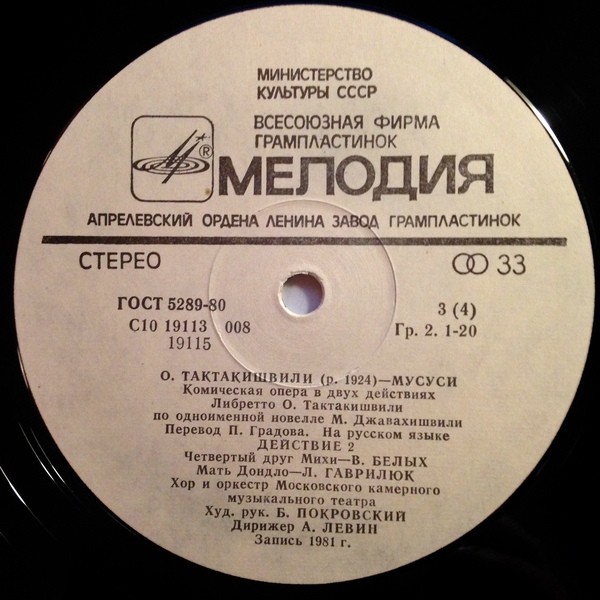 МИНИСТЕРСТВО
КУЛЬТУРЫ СССР
ВСЕСОЮЗНАЯ ФИРМА
ГРАМПЛАСТИНОК
® МЕЛОДИЯ
АПРЕЛЕВСКИЙ ОРДЕНА ЛЕНИНА ЗАВОД ГРАМПЛАСТИНОК
СТЕРЕО 33
ГОСТ 5289-80 3 (4)
С10 19113 008 Гр. 2. 1-20
19115
О. ТАКТАКИШВИЛИ (р. 1924)—МУСУСИ
Комическая опера в двух действиях
Либретто О. Тактакишвили
по одноименной новелле М. Джавахишвили
Перевод П. Градова. На русском языке
ДЕЙСТВИЕ 2
Четвертый друг Михи—В. БЕЛЫХ
Мать Дондло—Л. ГАВРИЛЮК
Хор и оркестр Московского камерного
музыкального театра
Худ. рук. Б. ПОКРОВСКИЙ
Дирижер А. ЛЕВИН
Запись 1981 г.